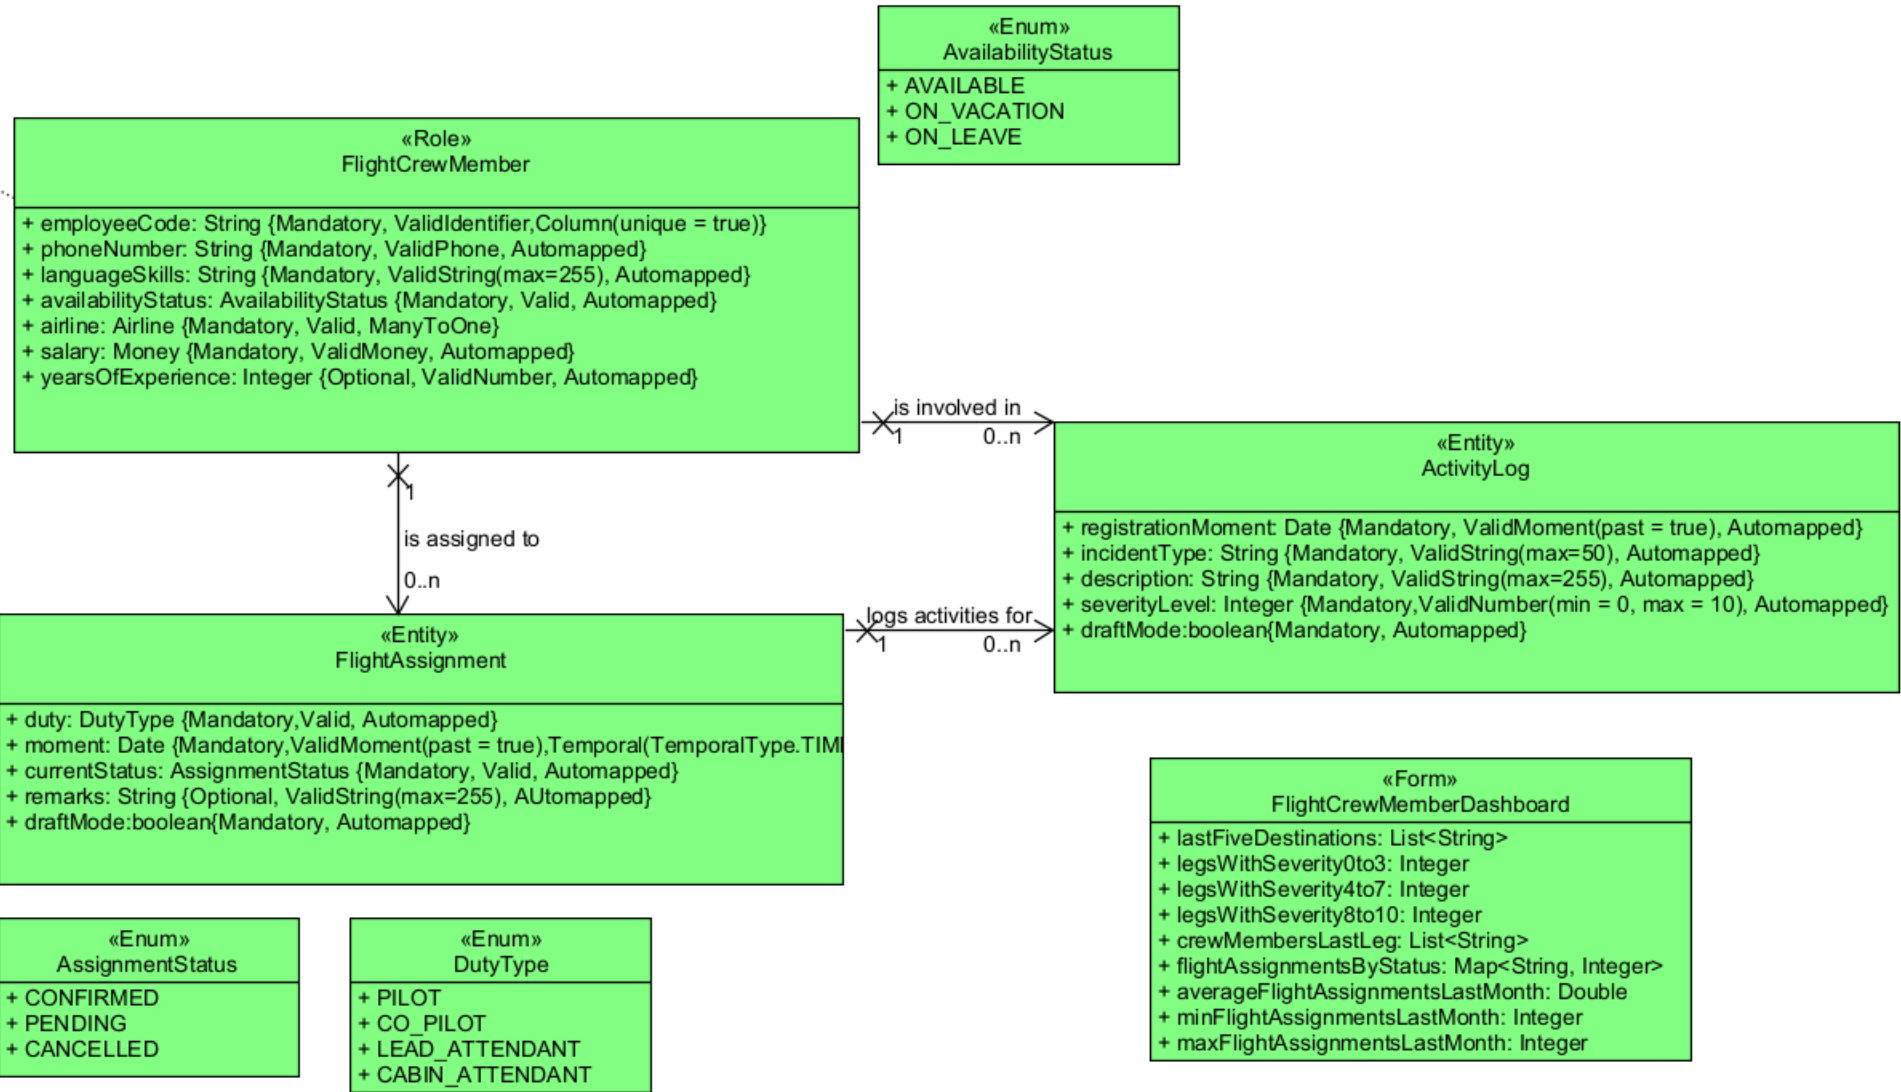 «Enum»
AvailabilityStatus
+ AVAILABLE
+ ON_VACATION
+ ON_LEAVE
«Role»
FlightCrewMember
+ employeeCode: String {Mandatory, ValidIdentifier,Column(unique = true)}
+ phoneNumber: String {Mandatory, ValidPhone, Automapped}
+ languageSkills: String {Mandatory, ValidString(max=255), Automapped}
+ availabilityStatus: AvailabilityStatus {Mandatory, Valid, Automapped}
+ airline: Airline {Mandatory, Valid, ManyToOne}
+ salary: Money {Mandatory, ValidMoney, Automapped}
+ yearsOfExperience: Integer {Optional, ValidNumber, Automapped}
is involved in
1 0..n
«Entity»
ActivityLog
+ registrationMoment: Date {Mandatory, ValidMoment(past = true), Automapped}
+ incidentType: String {Mandatory, ValidString(max=50), Automapped}
+ description: String {Mandatory, ValidString(max=255), Automapped}
+ severityLevel: Integer {Mandatory,ValidNumber(min = 0, max = 10), Automapped}
+ draftMode:boolean{Mandatory, Automapped}
1
is assigned to
0..n
logs activities for
1 0..n
«Entity»
FlightAssignment
+ duty: DutyType {Mandatory,Valid, Automapped}
+ moment: Date {Mandatory,ValidMoment(past = true),Temporal(TemporalType.TIM
+ currentStatus: AssignmentStatus {Mandatory, Valid, Automapped}
+ remarks: String {Optional, ValidString(max=255), AUtomapped}
+ draftMode:boolean{Mandatory, Automapped}
«Form»
FlightCrewMemberDashboard
+ lastFiveDestinations: List<String>
+ legsWithSeverity0to3: Integer
+ legsWithSeverity4to7: Integer
+ legsWithSeverity8to10: Integer
+ crewMembersLastLeg: List<String>
+ flightAssignmentsByStatus: Map<String, Integer>
+ averageFlightAssignmentsLastMonth: Double
+ minFlightAssignmentsLastMonth: Integer
+ maxFlightAssignmentsLastMonth: Integer
«Enum»
AssignmentStatus
+ CONFIRMED
+ PENDING
+ CANCELLED
«Enum»
DutyType
+ PILOT
+ CO_PILOT
+ LEAD_ATTENDANT
+ CABIN_ATTENDANT